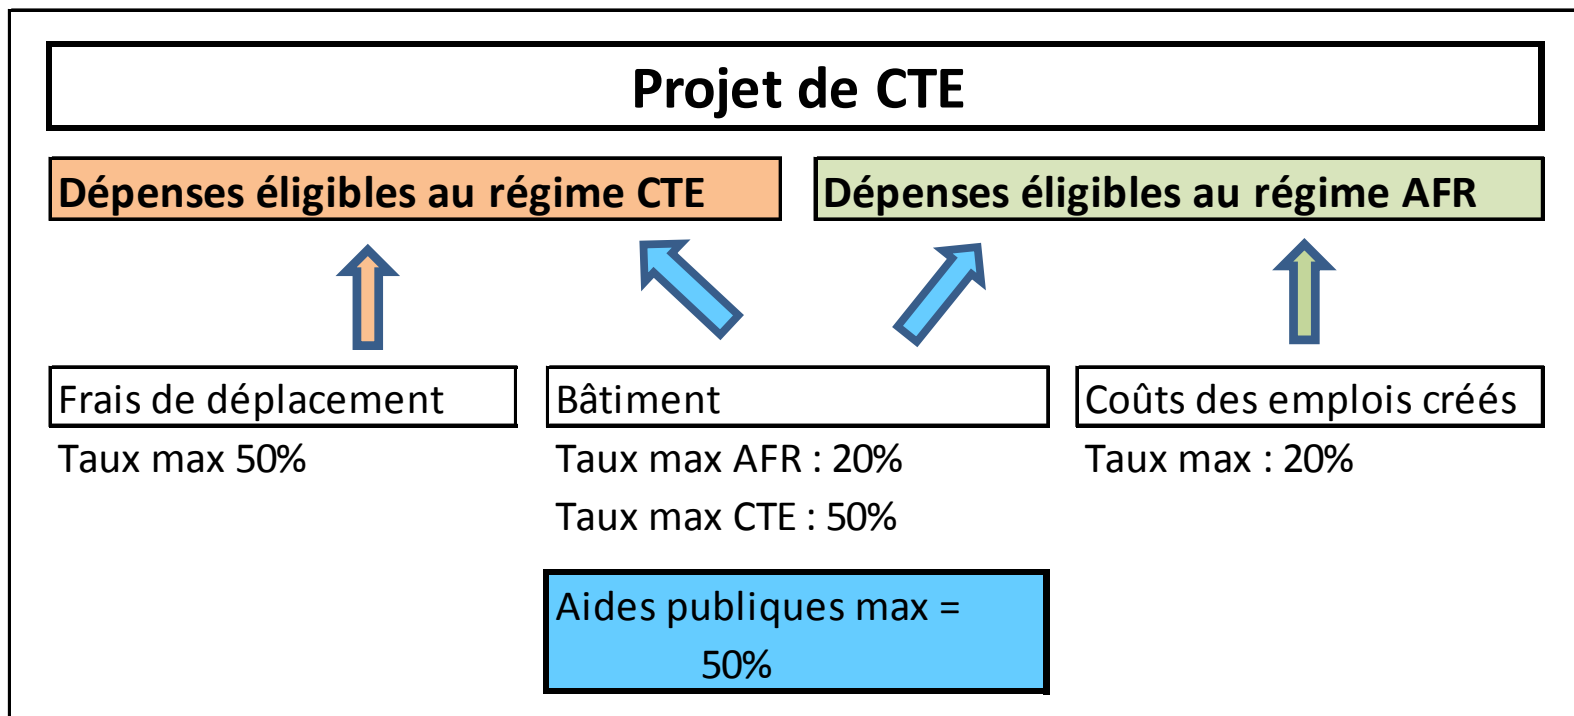 Projet de CTE
Dépenses éligibles au régime CTE
Dépenses éligibles au régime AFR
Frais de déplacement
Taux max 50%
Bâtiment
Taux max AFR : 20%
Taux max CTE : 50%
Aides publiques max =
50%
Coûts des emplois créés
Taux max : 20%